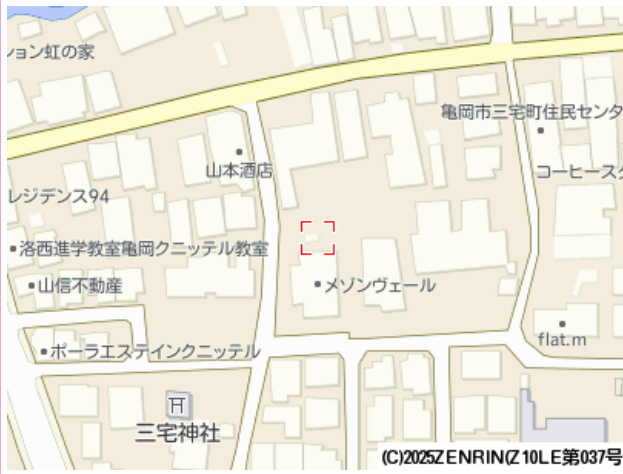 ション虹の家
亀岡市三宅町住民センタ
山本酒店
コーヒース
レジデンス94
洛西進学教室亀岡クニッテル教室
山信不動産
メゾンヴェール
flat.m
ポーラエステインクニッテル
三宅神社
(C)2025ZENRIN(Z10LE第037号